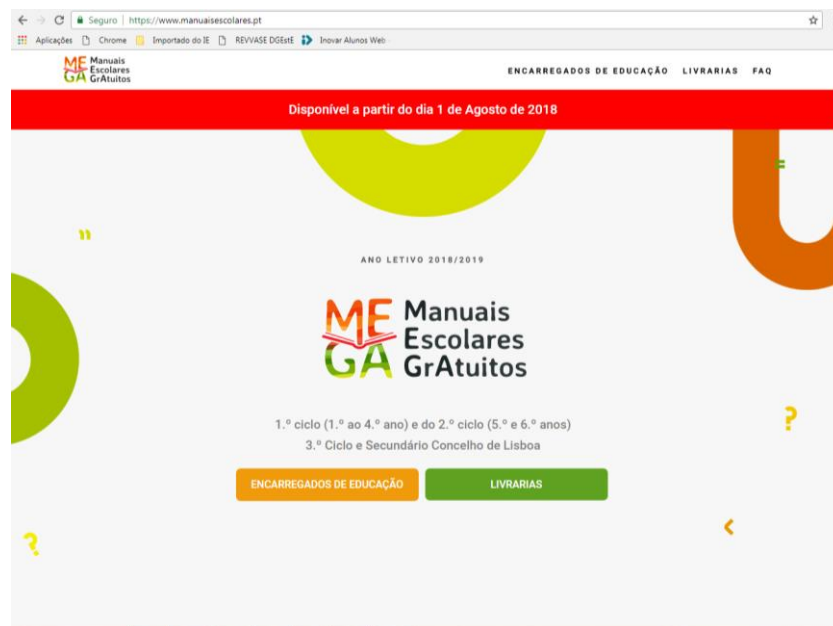 Seguro | https://www.manuaisescolares.pt
Aplicações Chrome Importado do IE REVVASE DGEstE Inovar Alunos Web
MEGA Manuais Escolares GrAtuitos
ENCARREGADOS DE EDUCAÇÃO LIVRARIAS FAQ
Disponível a partir do dia 1 de Agosto de 2018
ANO LETIVO 2018/2019
ME Manuais
Escolares
GA GrAtuitos
1.º ciclo (1.º ao 4.º ano) e do 2.º ciclo (5.º e 6.º anos)
3.º Ciclo e Secundário Concelho de Lisboa
ENCARREGADOS DE EDUCAÇÃO LIVRARIAS